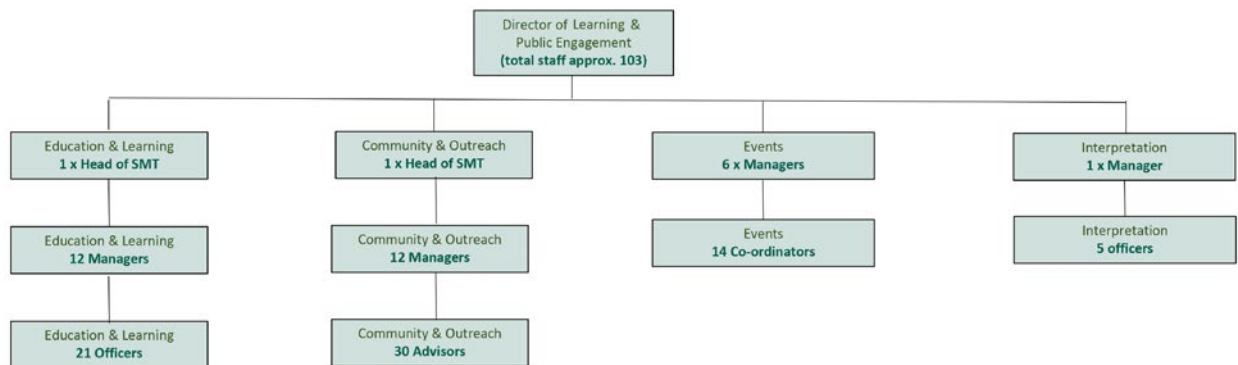 Director of Learning &
Public Engagement
(total staff approx. 103)
Education & Learning
1 x Head of SMT
Community & Outreach
1 x Head of SMT
Events
6 x Managers
Interpretation
1 x Manager
Education & Learning
12 Managers
Community & Outreach
12 Managers
Events
14 Co-ordinators
Interpretation
5 officers
Education & Learning
21 Officers
Community & Outreach
30 Advisors